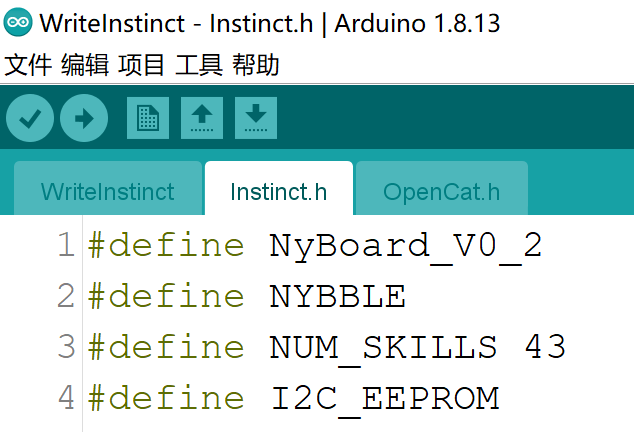 WriteInstinct - Instinct.h | Arduino 1.8.13
文件 编辑 项目 工具 帮助
WriteInstinct Instinct.h OpenCat.h
1 #define NyBoard_V0_2
2 #define NYBBLE
3 #define NUM_SKILLS 43
4 #define I2C_EEPROM